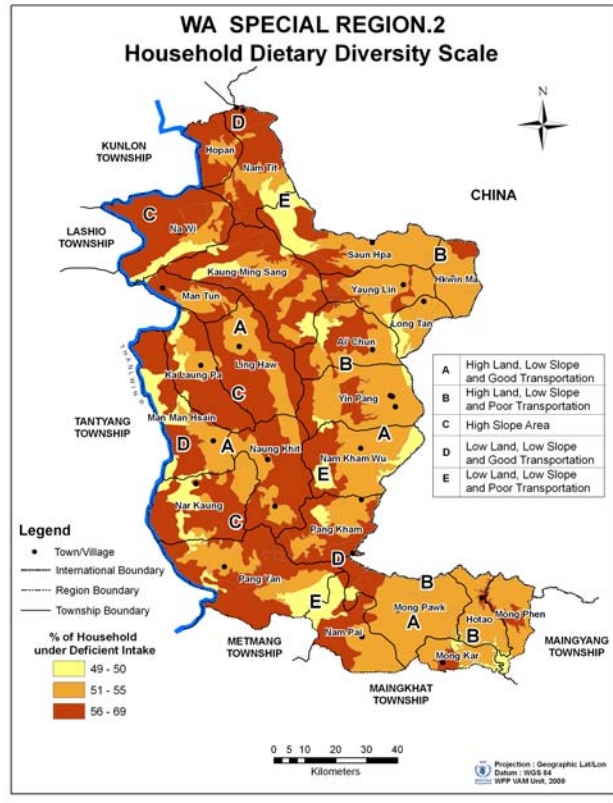 WA SPECIAL REGION.2
Household Dietary Diversity Scale
N
KUNLON
TOWNSHIP
D
Hopan
Nam Tit
CHINA
E
C
Na Wi
LASHIO
TOWNSHIP
Saun Hpa
B
Hkwin Ma
Kaung Ming Sang
Yaung Lin
Man Tun
Long Tan
A
Ai' Chun
Ling Haw
B
Ka Laung Pa
THANLWIN R
C
Yin Pang
Man Man Hsain
TANTYANG
TOWNSHIP
A
D
A
Naung Khit
Nam Kham Wu
E
Nar Kaung
C
Pang Kham
D
Pang Yan
B
E
Mong Pawk
A
Hotao
Mong Phen
Nam Pai
B
METMANG
TOWNSHIP
Mong Kar
MAINGYANG
TOWNSHIP
MAINGKHAT
TOWNSHIP
A High Land, Low Slope
and Good Transportation
B High Land, Low Slope
and Poor Transportation
C High Slope Area
D Low Land, Low Slope
and Good Transportation
E Low Land, Low Slope
and Poor Transportation
Legend
Town/Village
International Boundary
Region Boundary
Township Boundary
% of Household
under Deficient Intake
49 - 50
51 - 55
56 - 69
0 5 10 20 30 40
Kilometers
Projection : Geographic Lat/Lon
Datum : WGS 84
WFP VAM Unit, 2008